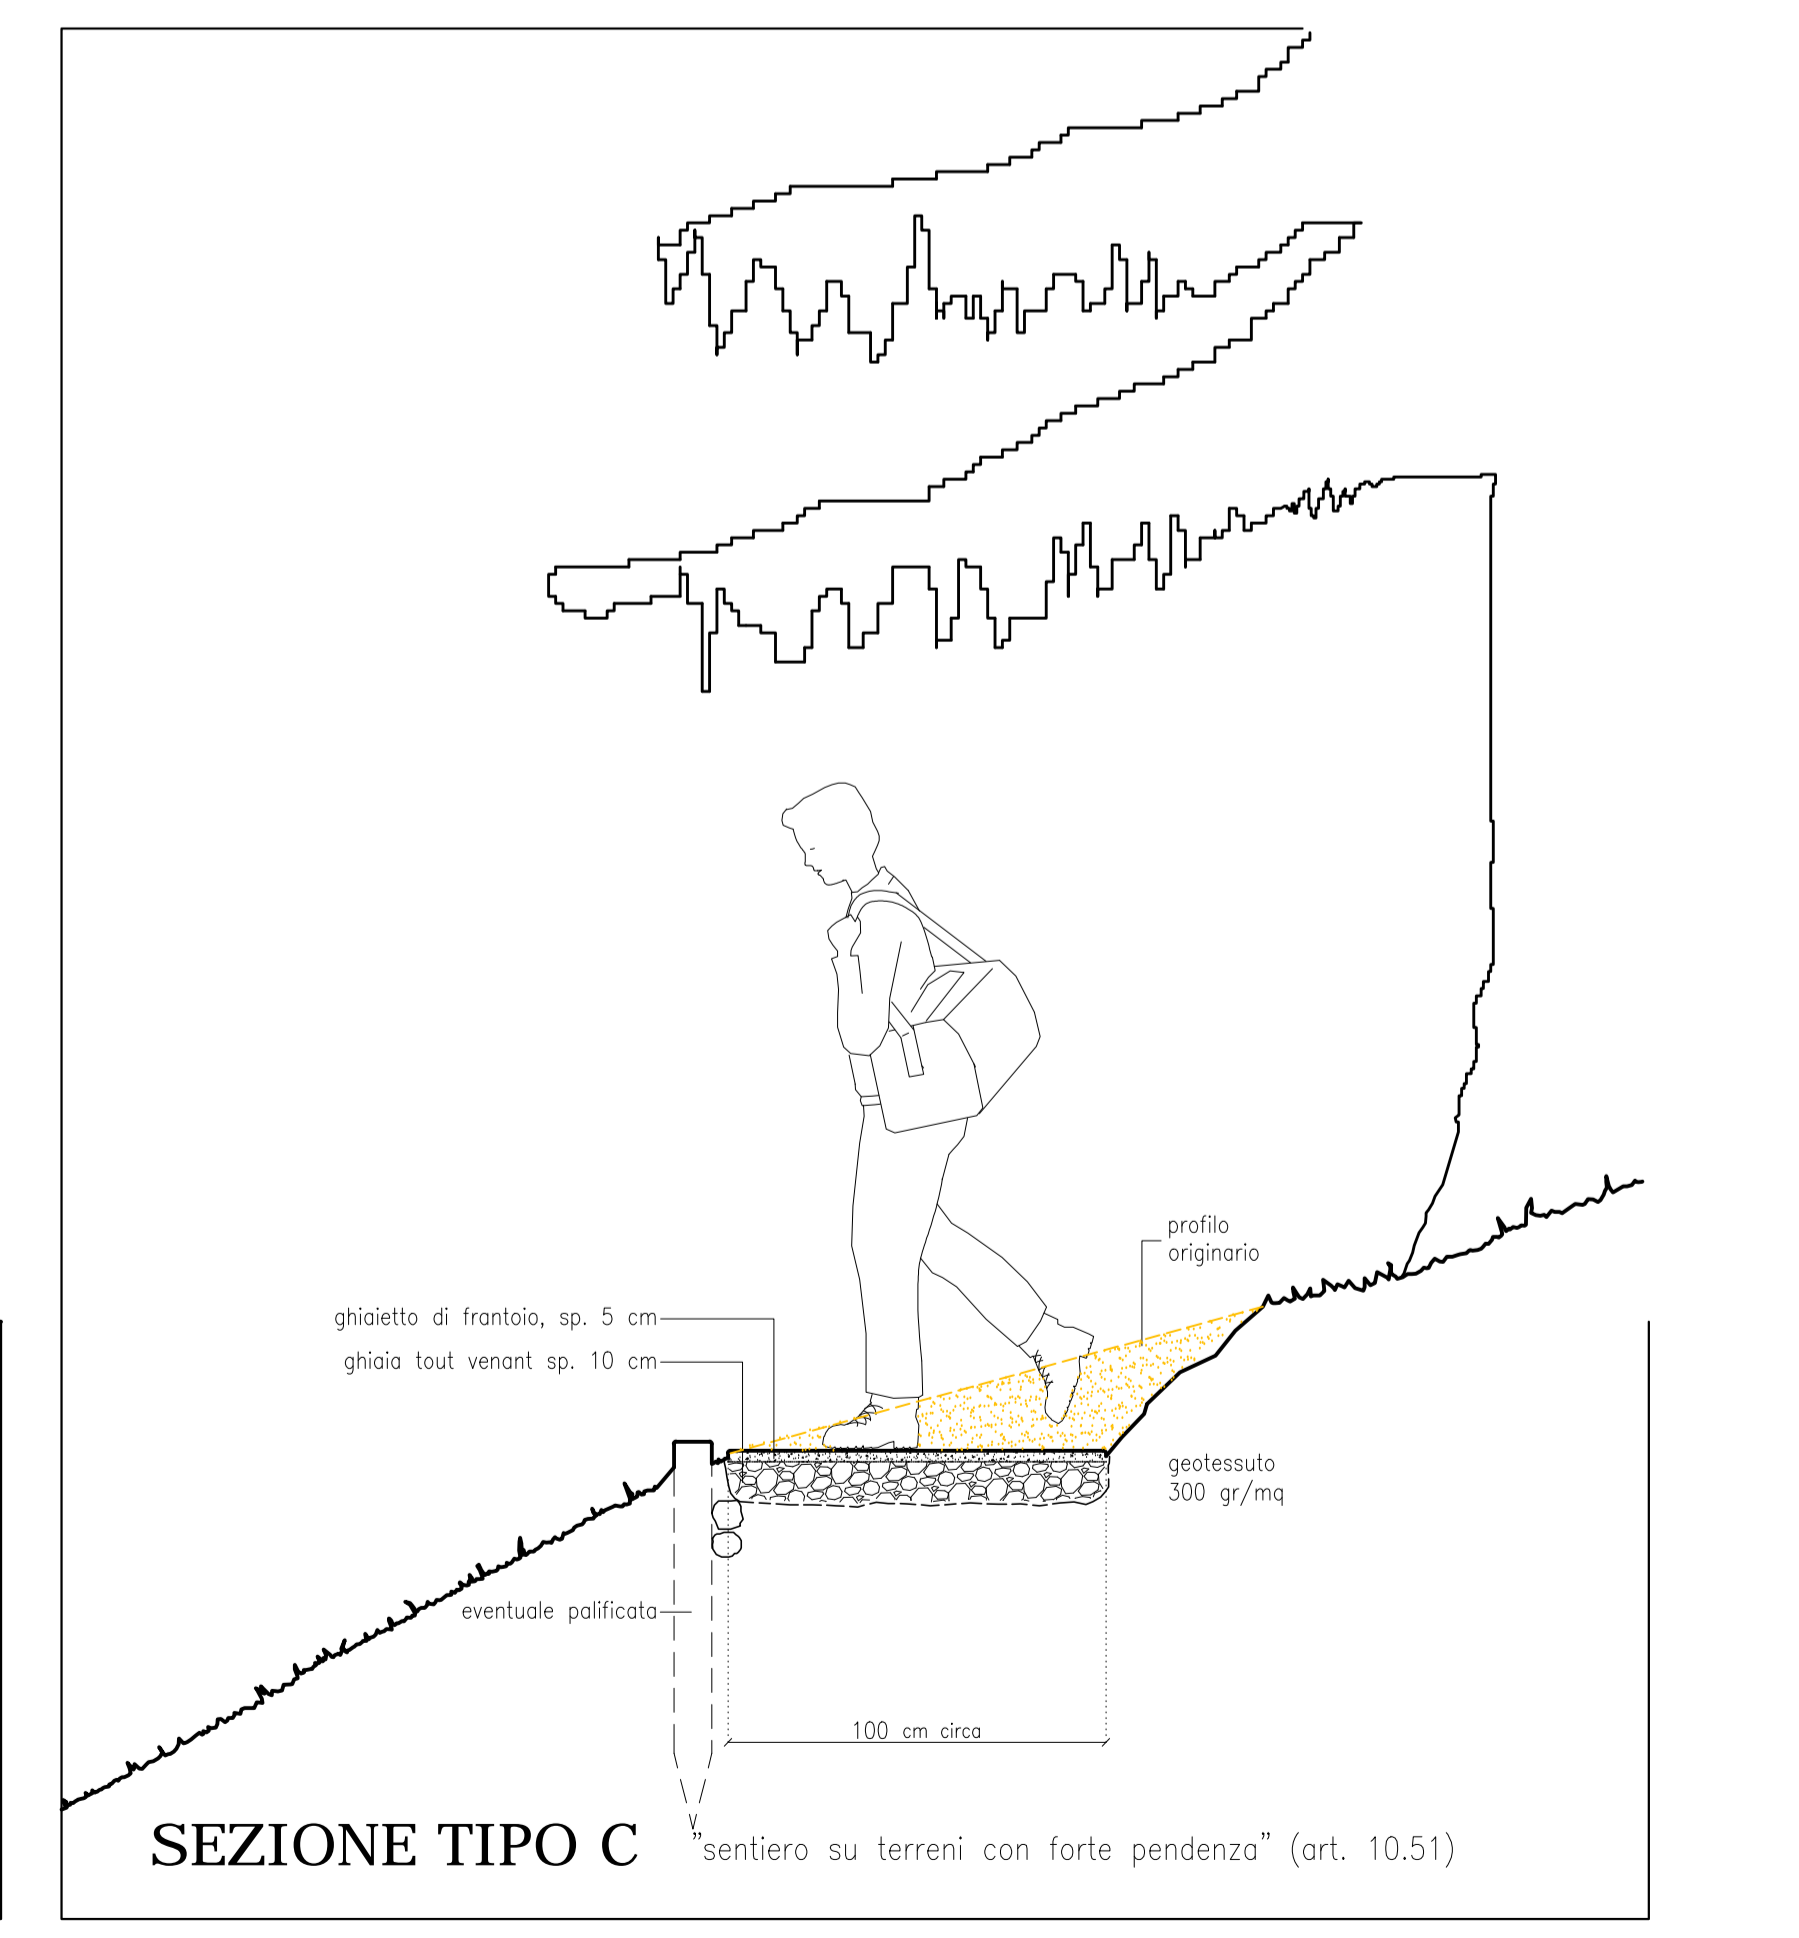 profilo
originario
ghiaietto di frantoio, sp. 5 cm
ghiaia tout venant sp. 10 cm
geotessuto
300 gr/mq
eventuale palificata
100 cm circa
SEZIONE TIPO C "sentiero su terreni con forte pendenza" (art. 10.51)